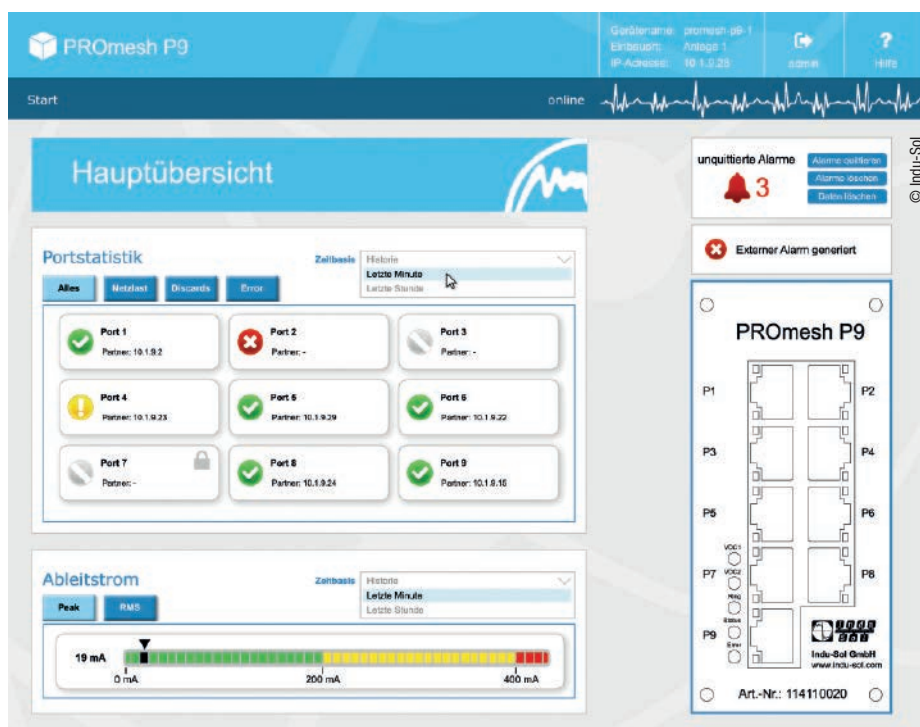 PROmesh P9
Gerätename: promesh-p9-1
Einbauort: Anlage 1
IP-Adresse: 10.1.9.25
admin
?
Hilfe
Start
online
Hauptübersicht
unquittierte Alarme
3
Alarme quittieren
Alarme löschen
Daten löschen
© Indu-Sol
Externer Alarm generiert
Portstatistik
Zeitbasis
Historie
Letzte Minute
Letzte Stunde
Alles
Netzlast
Discards
Error
Port 1
Partner: 10.1.9.2
Port 2
Partner: -
Port 3
Partner: -
Port 4
Partner: 10.1.9.23
Port 5
Partner: 10.1.9.29
Port 6
Partner: 10.1.9.22
Port 7
Partner: -
Port 8
Partner: 10.1.9.24
Port 9
Partner: 10.1.9.16
Ableitstrom
Zeitbasis
Historie
Letzte Minute
Letzte Stunde
Peak
RMS
19 mA
0 mA
200 mA
400 mA
PROmesh P9
P1
P2
P3
P4
P5
P6
VDC1
P7
VDC2
P8
Ring
Status
P9
Error
Indu-Sol GmbH
www.indu-sol.com
Art.-Nr.: 114110020